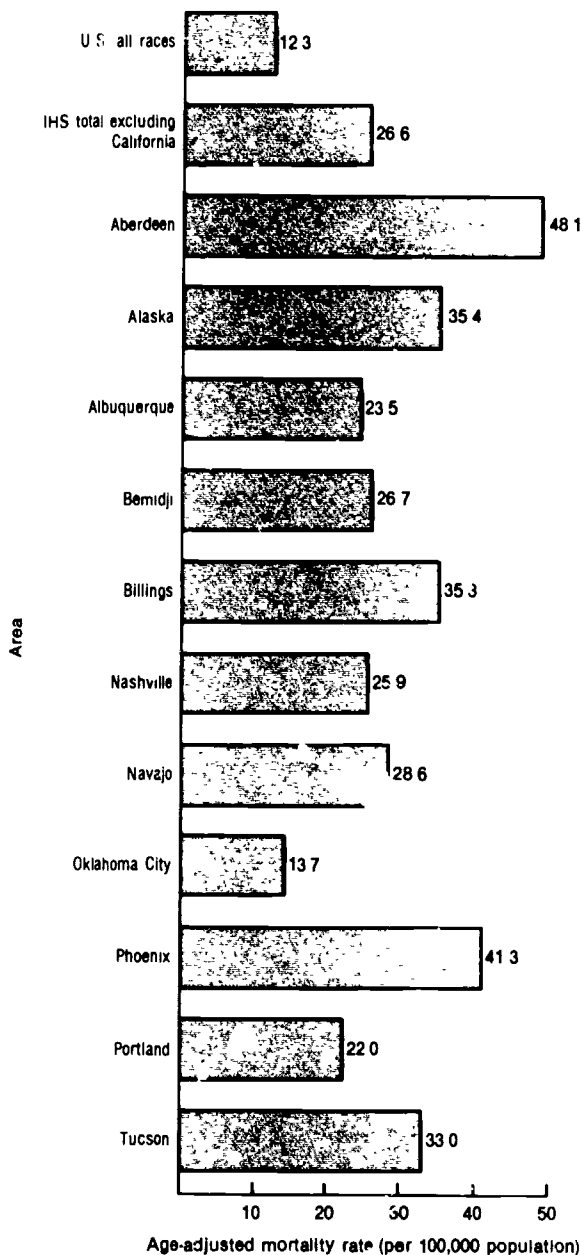 U S all races
12 3
IHS total excluding
California
26 6
Aberdeen
48 1
Alaska
35 4
Albuquerque
23 5
Bemidji
26 7
Billings
35 3
Nashville
25 9
Navajo
28 6
Oklahoma City
13 7
Phoenix
41 3
Portland
22 0
Tucson
33 0
Area
10 20 30 40 50
Age-adjusted mortality rate (per 100,000 population)